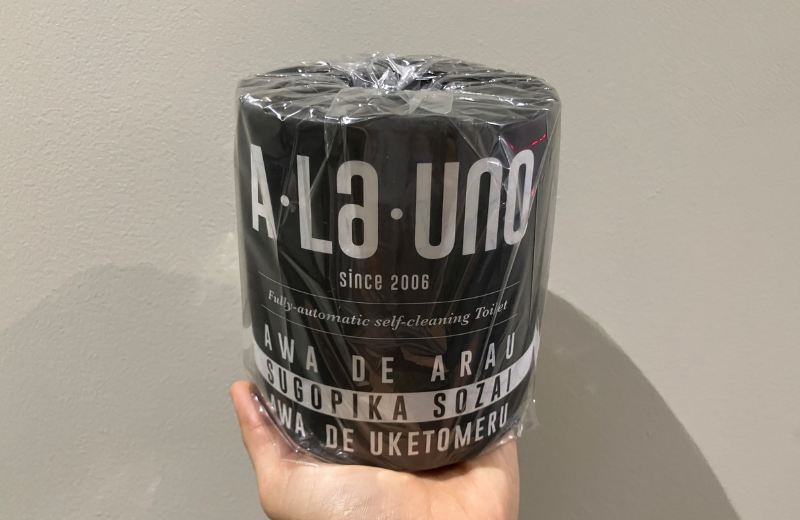 A·La·uno
since 2006
Fully-automatic self-cleaning Toilet
AWA DE ARAU
SUGOPIKA SOZAI
AWA DE UKETOMERU